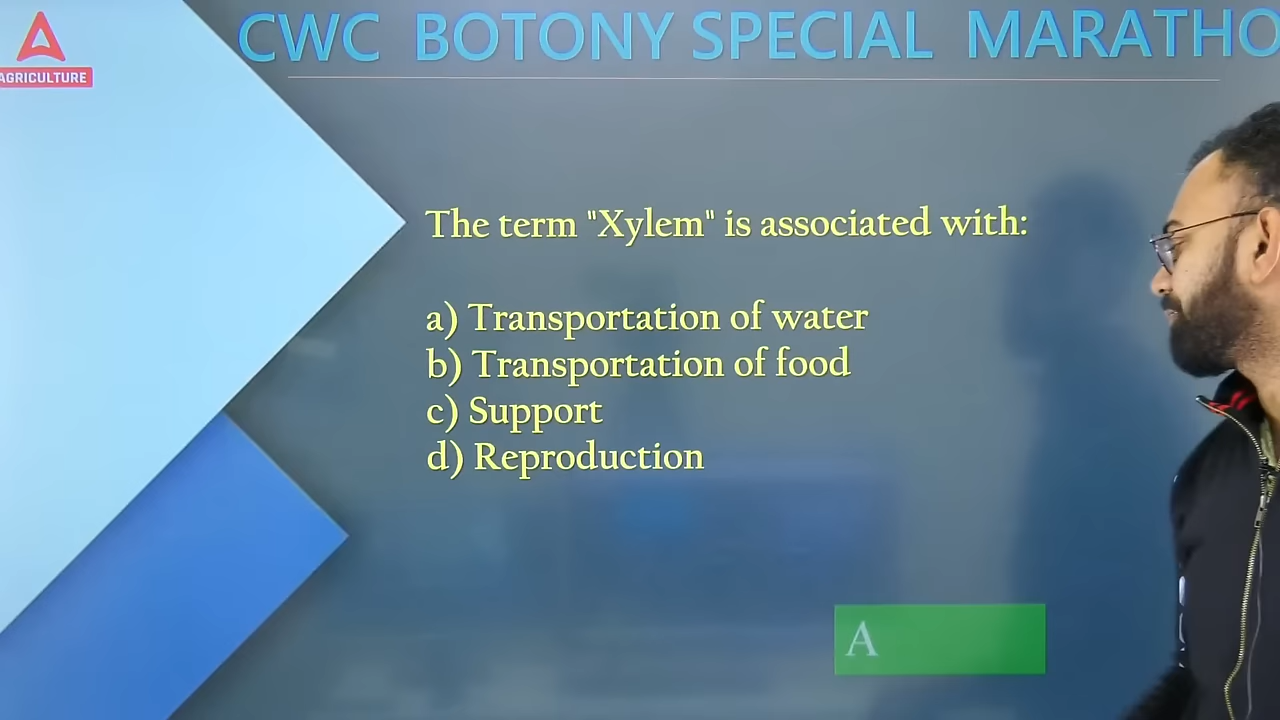 CWC BOTONY SPECIAL MARATHO
AGRICULTURE
The term "Xylem" is associated with:
a) Transportation of water
b) Transportation of food
c) Support
d) Reproduction
A